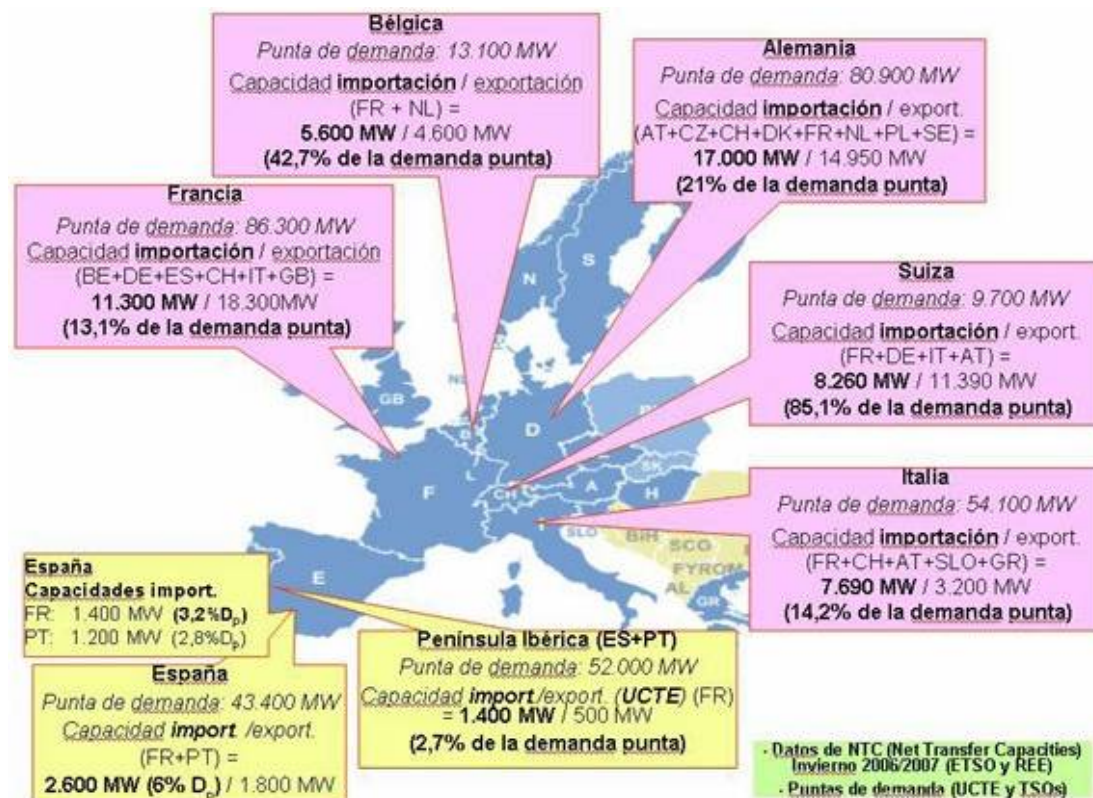 Bélgica
Punta de demanda: 13.100 MW
Capacidad importación / exportación
(FR + NL) =
5.600 MW / 4.600 MW
(42,7% de la demanda punta)
Alemania
Punta de demanda: 80.900 MW
Capacidad importación / export.
(AT+CZ+CH+DK+FR+NL+PL+SE) =
17.000 MW / 14.950 MW
(21% de la demanda punta)
Francia
Punta de demanda: 86.300 MW
Capacidad importación / exportación
(BE+DE+ES+CH+IT+GB) =
11.300 MW / 18.300MW
(13,1% de la demanda punta)
Suiza
Punta de demanda: 9.700 MW
Capacidad importación / export.
(FR+DE+IT+AT) =
8.260 MW / 11.390 MW
(85,1% de la demanda punta)
Italia
Punta de demanda: 54.100 MW
Capacidad importación / export.
(FR+CH+AT+SLO+GR) =
7.690 MW / 3.200 MW
(14,2% de la demanda punta)
N
S
GB
B
D
L
F
CH
A
SK
H
SLO
BiH
SCG
FYROM
AL
GR
E
España
Capacidades import.
FR: 1.400 MW (3,2%Dp)
PT: 1.200 MW (2,8%Dp)
España
Punta de demanda: 43.400 MW
Capacidad import. /export.
(FR+PT) =
2.600 MW (6% Dp) / 1.800 MW
Península Ibérica (ES+PT)
Punta de demanda: 52.000 MW
Capacidad import./export. (UCTE) (FR)
= 1.400 MW / 500 MW
(2,7% de la demanda punta)
- Datos de NTC (Net Transfer Capacities)
Invierno 2006/2007 (ETSO y REE)
- Puntas de demanda (UCTE y TSOs)